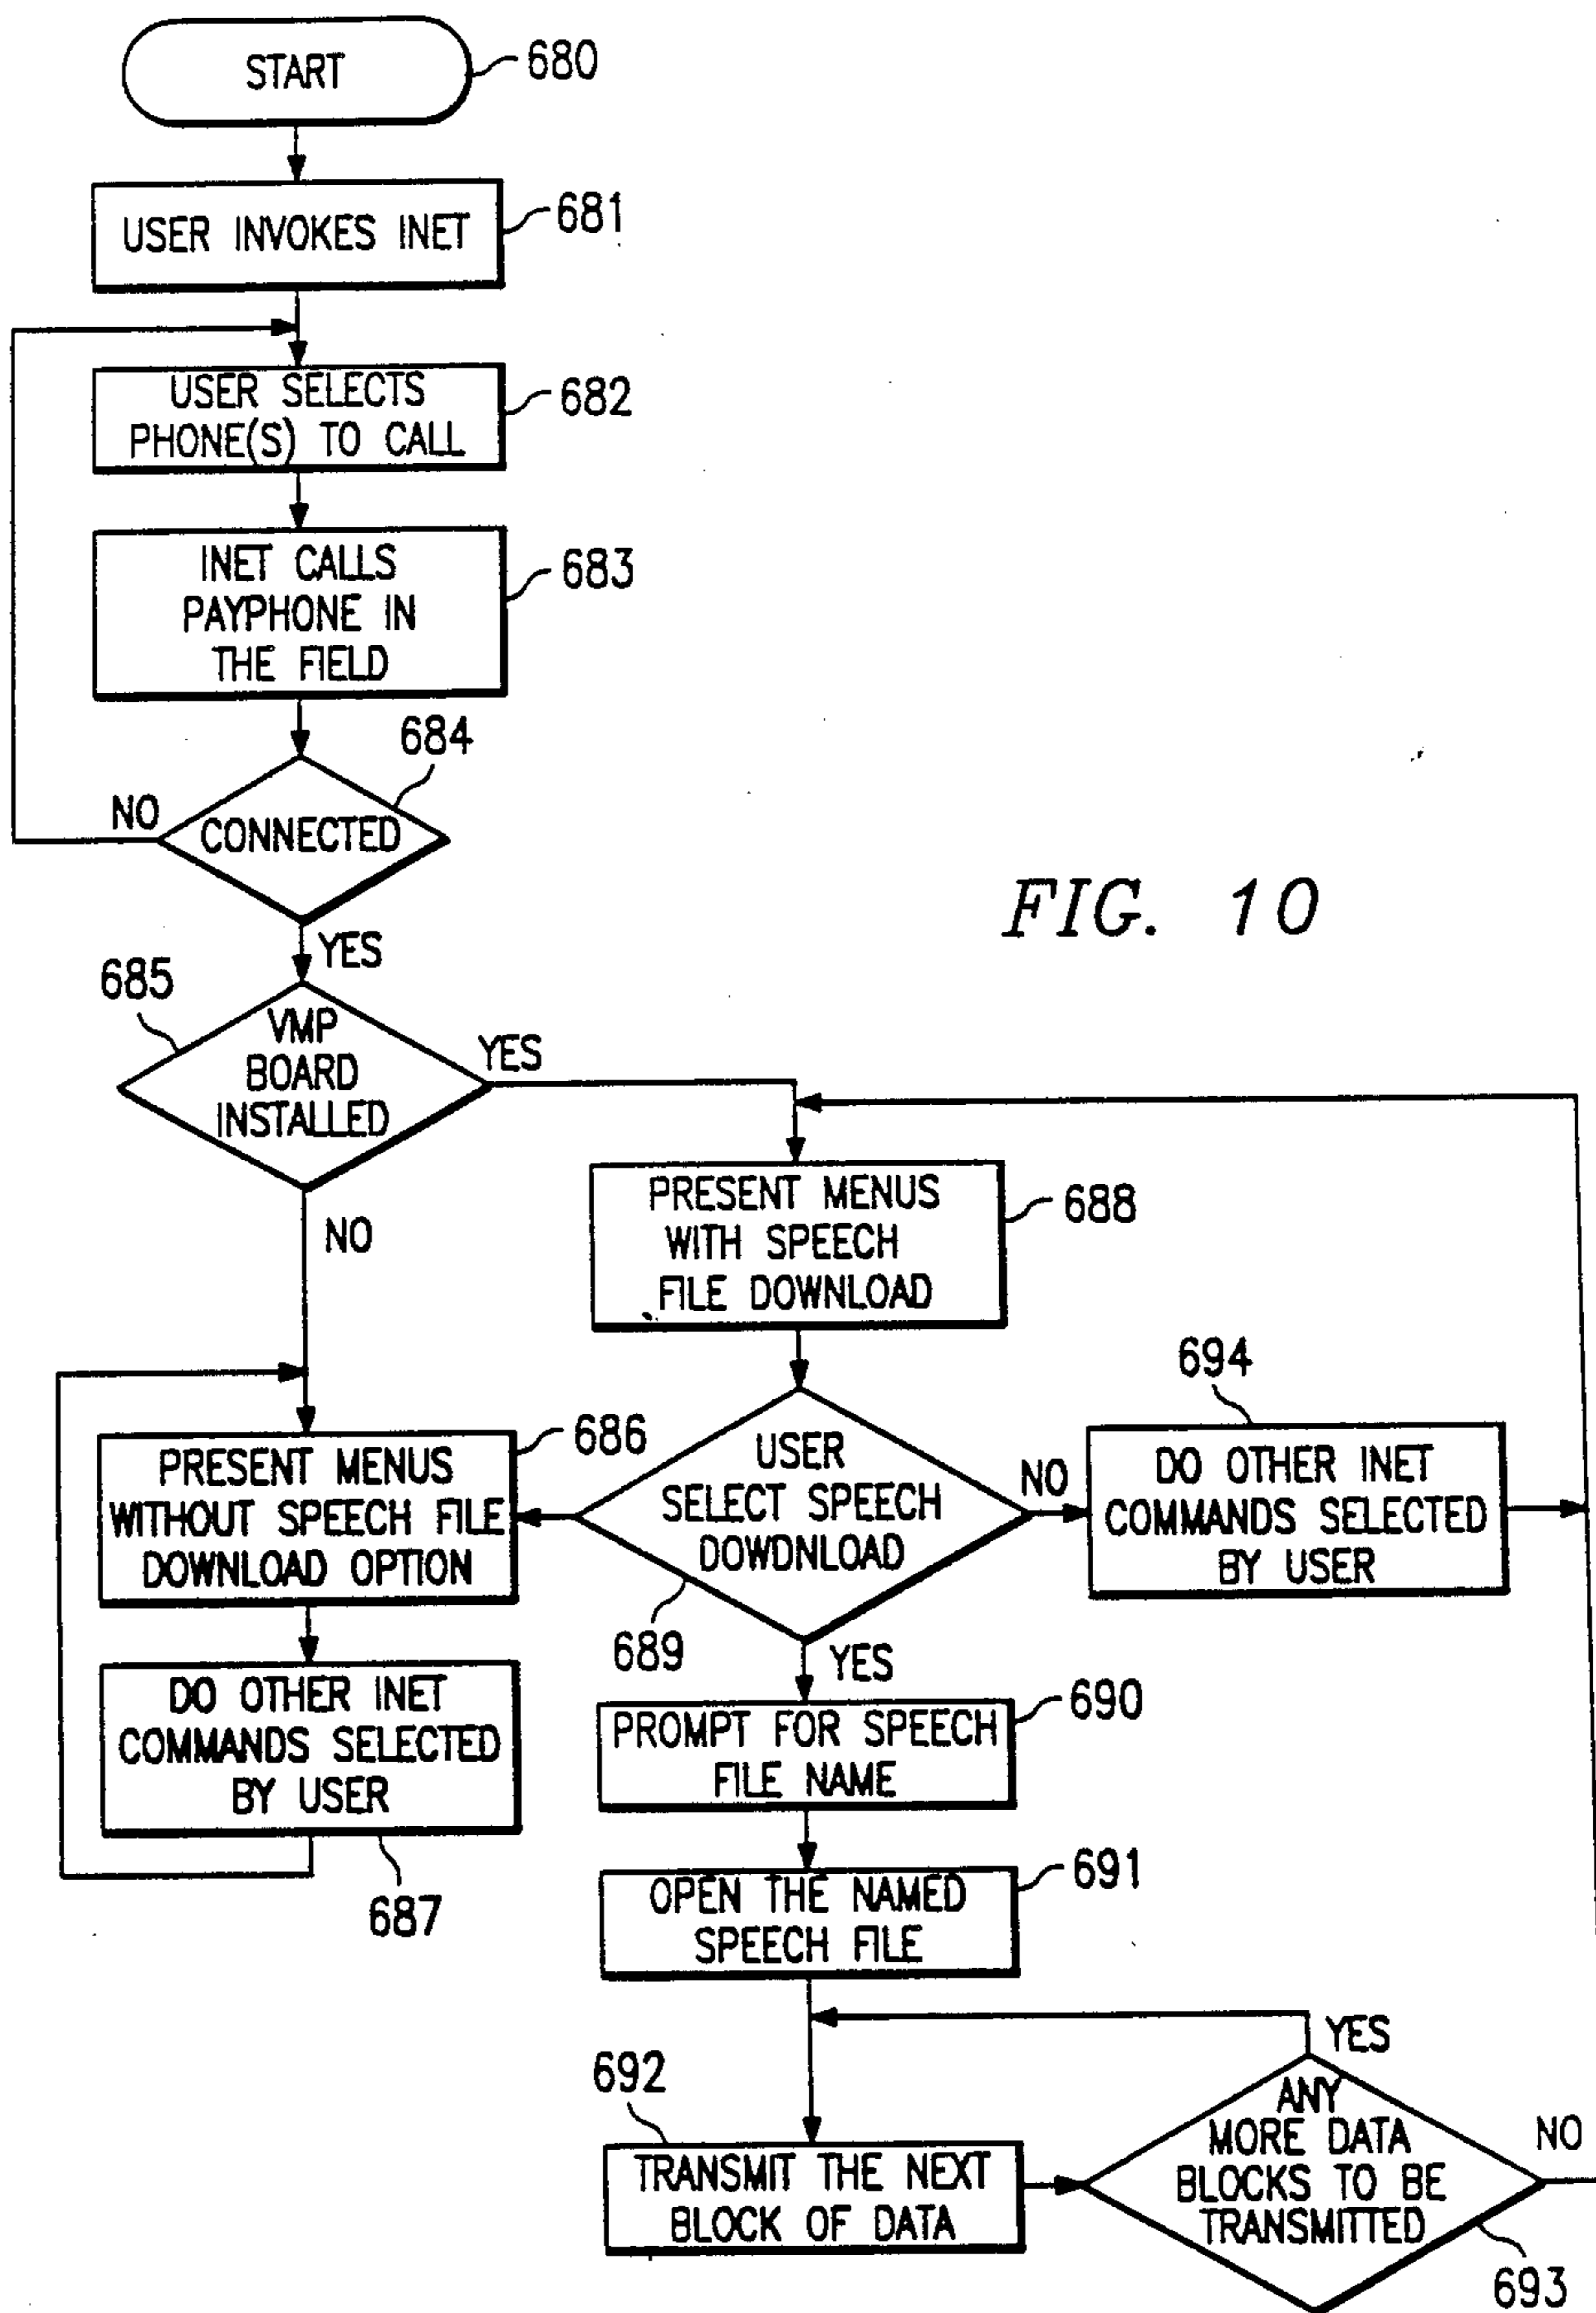 START
680
USER INVOKES INET
681
USER SELECTS
PHONE(S) TO CALL
682
INET CALLS
PAYPHONE IN
THE FIELD
683
684
CONNECTED
NO
YES
FIG. 10
685
VMP
BOARD
INSTALLED
YES
NO
PRESENT MENUS
WITH SPEECH
FILE DOWNLOAD
688
686
PRESENT MENUS
WITHOUT SPEECH FILE
DOWNLOAD OPTION
USER
SELECT SPEECH
DOWDNLOAD
689
NO
YES
694
DO OTHER INET
COMMANDS SELECTED
BY USER
DO OTHER INET
COMMANDS SELECTED
BY USER
687
PROMPT FOR SPEECH
FILE NAME
690
OPEN THE NAMED
SPEECH FILE
691
692
TRANSMIT THE NEXT
BLOCK OF DATA
YES
ANY
MORE DATA
BLOCKS TO BE
TRANSMITTED
NO
693